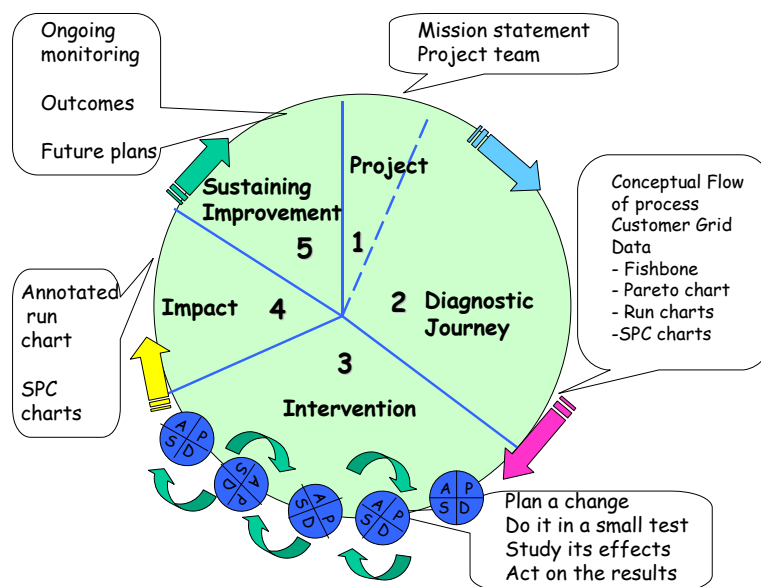 Ongoing
monitoring
Outcomes
Future plans
Mission statement
Project team
Project
1
Sustaining
Improvement
5
Conceptual Flow
of process
Customer Grid
Data
- Fishbone
- Pareto chart
- Run charts
-SPC charts
2
Diagnostic
Journey
Annotated
run
chart
SPC
charts
Impact
4
3
Intervention
A P
S D
A P
S D
A P
S D
A P
S D
A P
S D
Plan a change
Do it in a small test
Study its effects
Act on the results